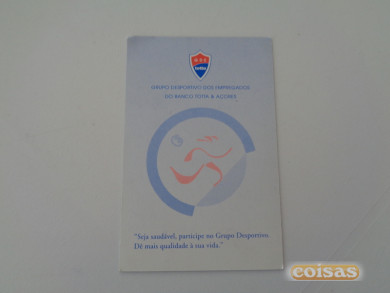 totta
GRUPO DESPORTIVO DOS EMPREGADOS
DO BANCO TOTTA & AÇORES
"Seja saudável, participe no Grupo Desportivo
Dê mais qualidade à sua vida."
coisas